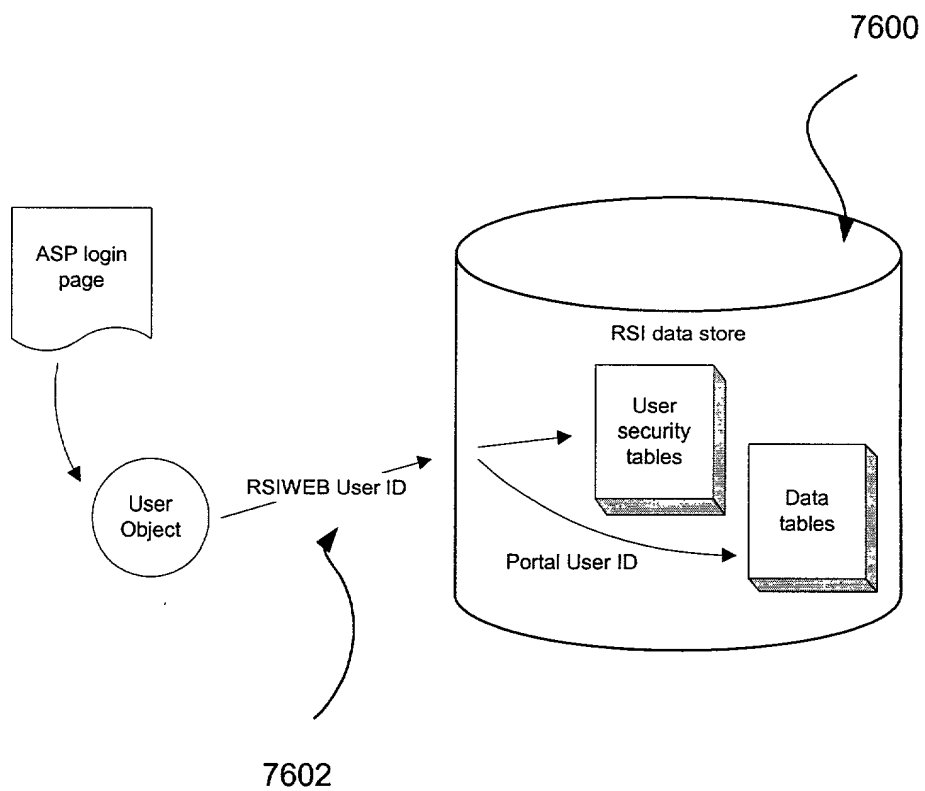 7600
ASP login
page
RSI data store
User
security
tables
RSIWEB User ID
User
Object
Data
tables
Portal User ID
7602